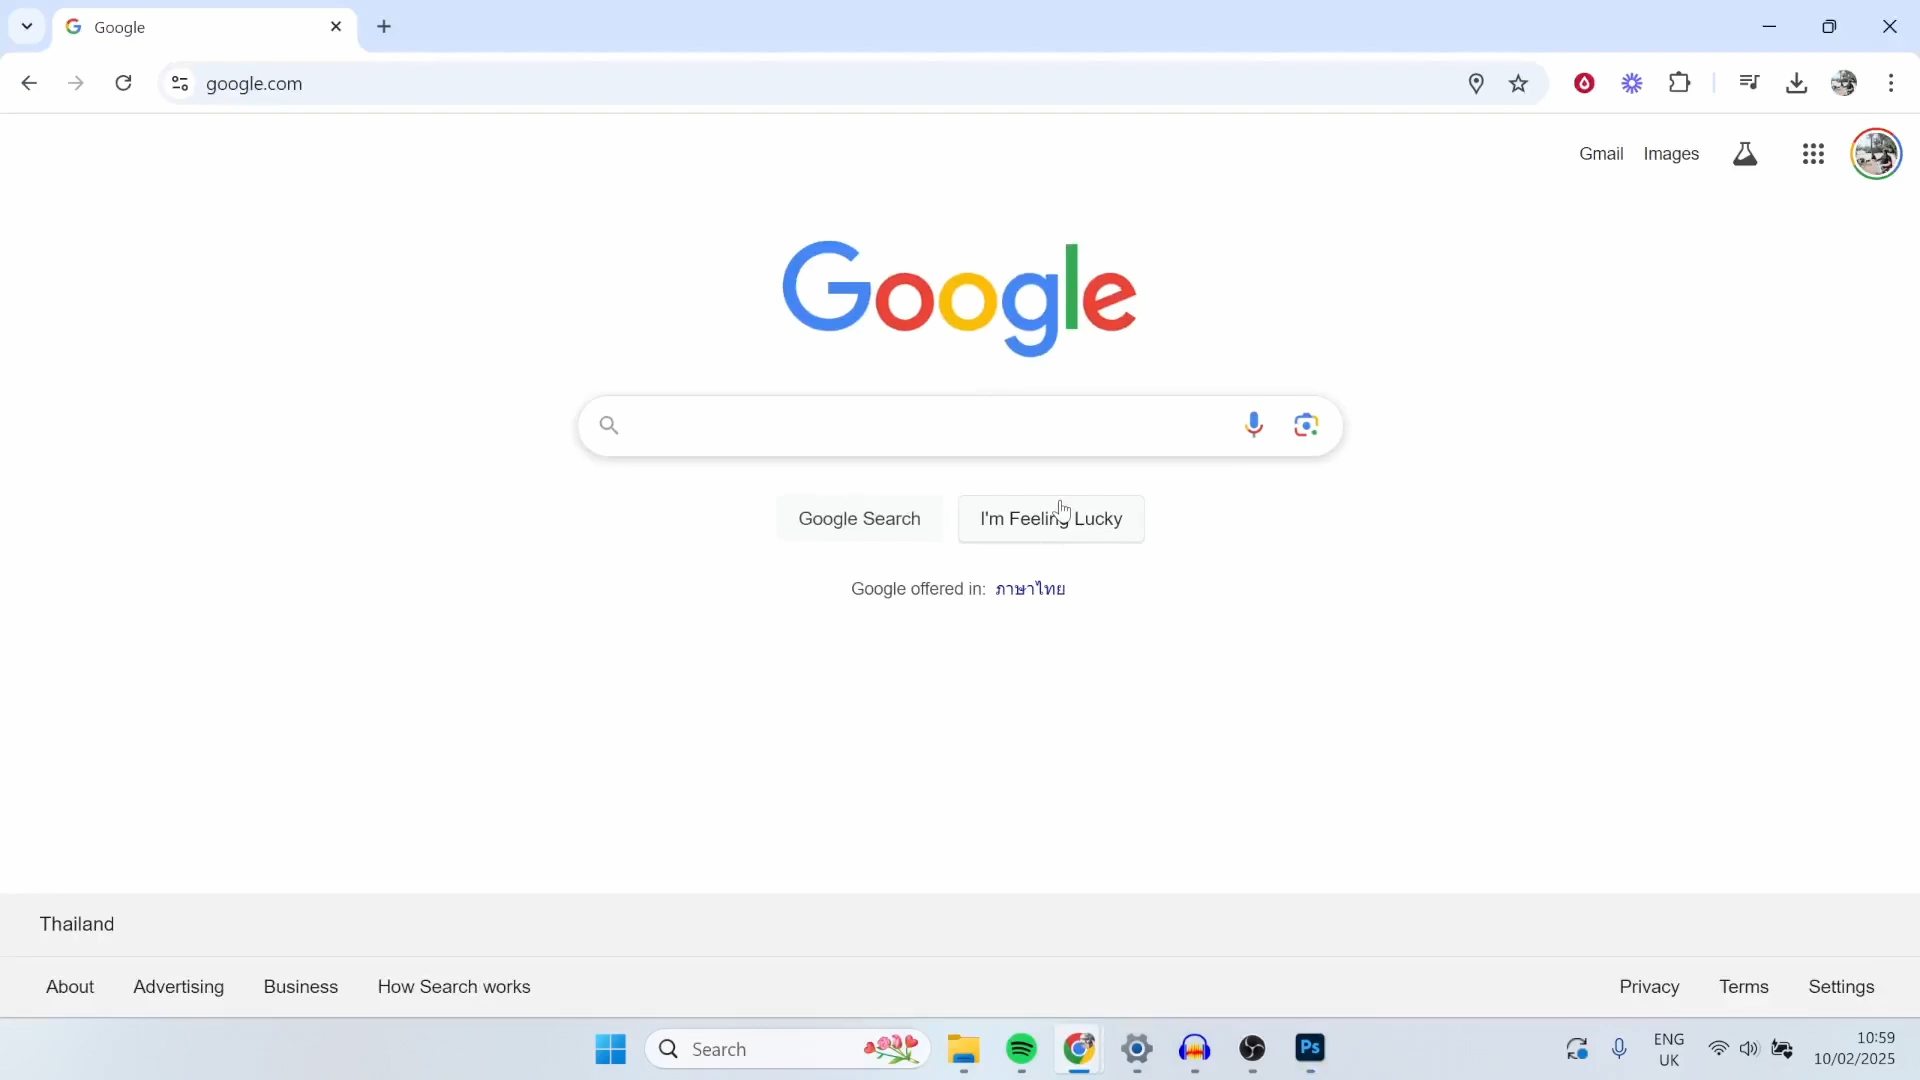 Google
google.com
Gmail Images
Google
Google Search I'm Feeling Lucky
Google offered in: ภาษาไทย
Thailand
About Advertising Business How Search works Privacy Terms Settings
Search
Ps
ENG
UK
10:59
10/02/2025